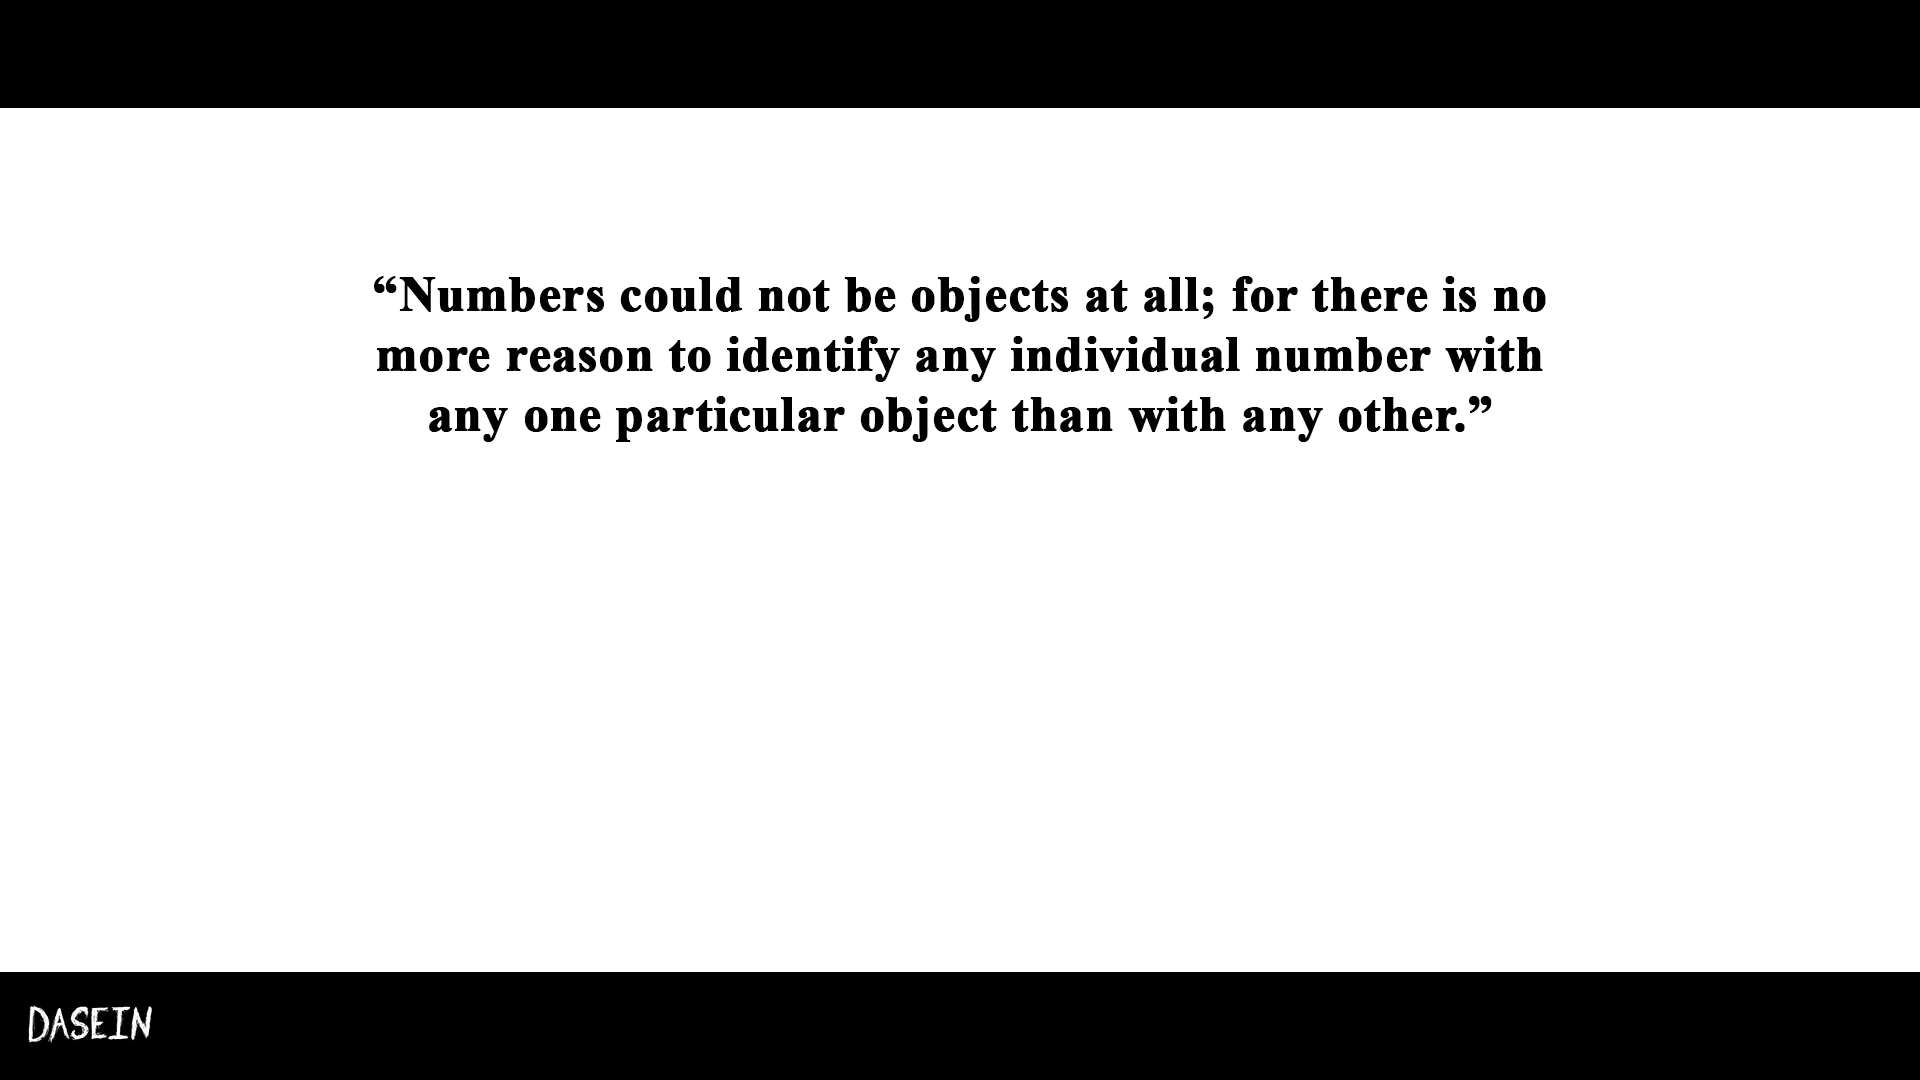 “Numbers could not be objects at all; for there is no
more reason to identify any individual number with
any one particular object than with any other.”
DASEIN